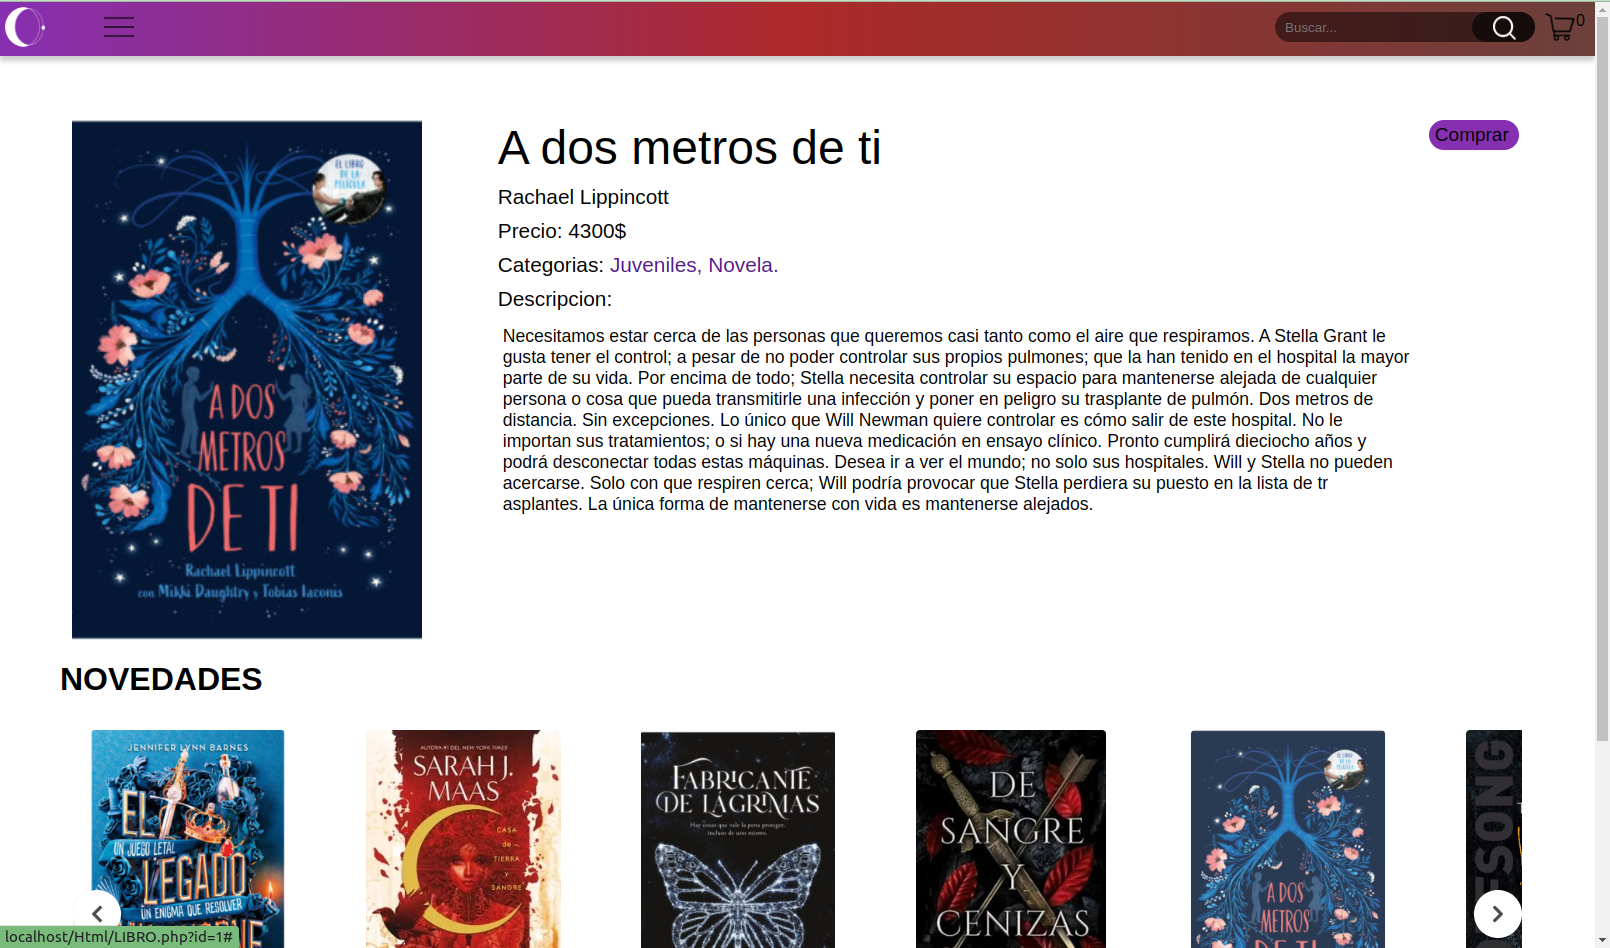 Buscar...
0
A dos metros de ti
Comprar
Rachael Lippincott
Precio: 4300$
Categorias: Juveniles, Novela.
Descripcion:
Necesitamos estar cerca de las personas que queremos casi tanto como el aire que respiramos. A Stella Grant le
gusta tener el control; a pesar de no poder controlar sus propios pulmones; que la han tenido en el hospital la mayor
parte de su vida. Por encima de todo; Stella necesita controlar su espacio para mantenerse alejada de cualquier
persona o cosa que pueda transmitirle una infección y poner en peligro su trasplante de pulmón. Dos metros de
distancia. Sin excepciones. Lo único que Will Newman quiere controlar es cómo salir de este hospital. No le
importan sus tratamientos; o si hay una nueva medicación en ensayo clínico. Pronto cumplirá dieciocho años y
podrá desconectar todas estas máquinas. Desea ir a ver el mundo; no solo sus hospitales. Will y Stella no pueden
acercarse. Solo con que respiren cerca; Will podría provocar que Stella perdiera su puesto en la lista de tr
asplantes. La única forma de mantenerse con vida es mantenerse alejados.
EL LIBRO
DE LA
PELÍCULA
A DOS
METROS
DE TI
Rachael Lippincott
con Mikki Daughtry y Tobias Iaconis
NOVEDADES
JENNIFER LYNN BARNES
EL
UN JUEGO LETAL
LEGADO
UN ENIGMA QUE RESOLVER
AUTORA #1 DEL NEW YORK TIMES
SARAH J.
MAAS
CASA
de
TIERRA
y
SANGRE
FABRICANTE
DE LÁGRIMAS
Hay cosas que vale la pena proteger,
incluso de uno mismo.
DE
SANGRE
Y
CENIZAS
EL LIBRO
DE LA
PELÍCULA
A DOS
METROS
DE TI
ESONG
localhost/Html/LIBRO.php?id=1#